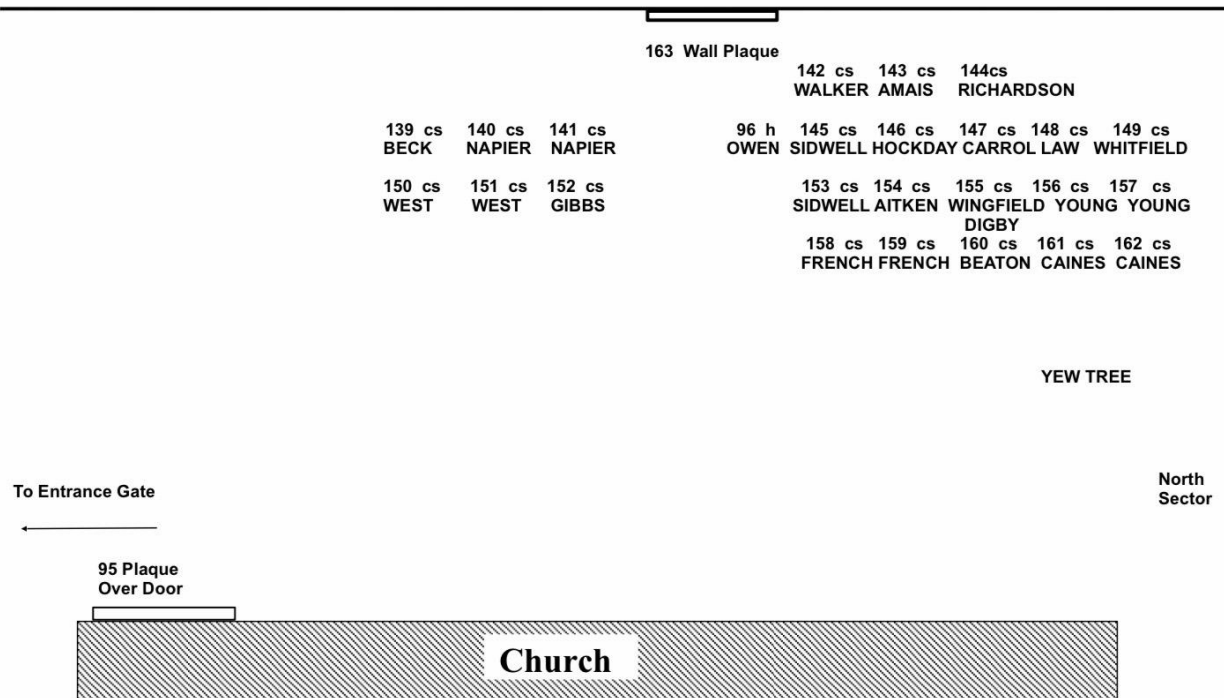 163 Wall Plaque
142 cs 143 cs 144cs
WALKER AMAIS RICHARDSON
139 cs 140 cs 141 cs 96 h 145 cs 146 cs 147 cs 148 cs 149 cs
BECK NAPIER NAPIER OWEN SIDWELL HOCKDAY CARROL LAW WHITFIELD
150 cs 151 cs 152 cs 153 cs 154 cs 155 cs 156 cs 157 cs
WEST WEST GIBBS SIDWELL AITKEN WINGFIELD YOUNG YOUNG
DIGBY
158 cs 159 cs 160 cs 161 cs 162 cs
FRENCH FRENCH BEATON CAINES CAINES
YEW TREE
To Entrance Gate
North
Sector
95 Plaque
Over Door
Church